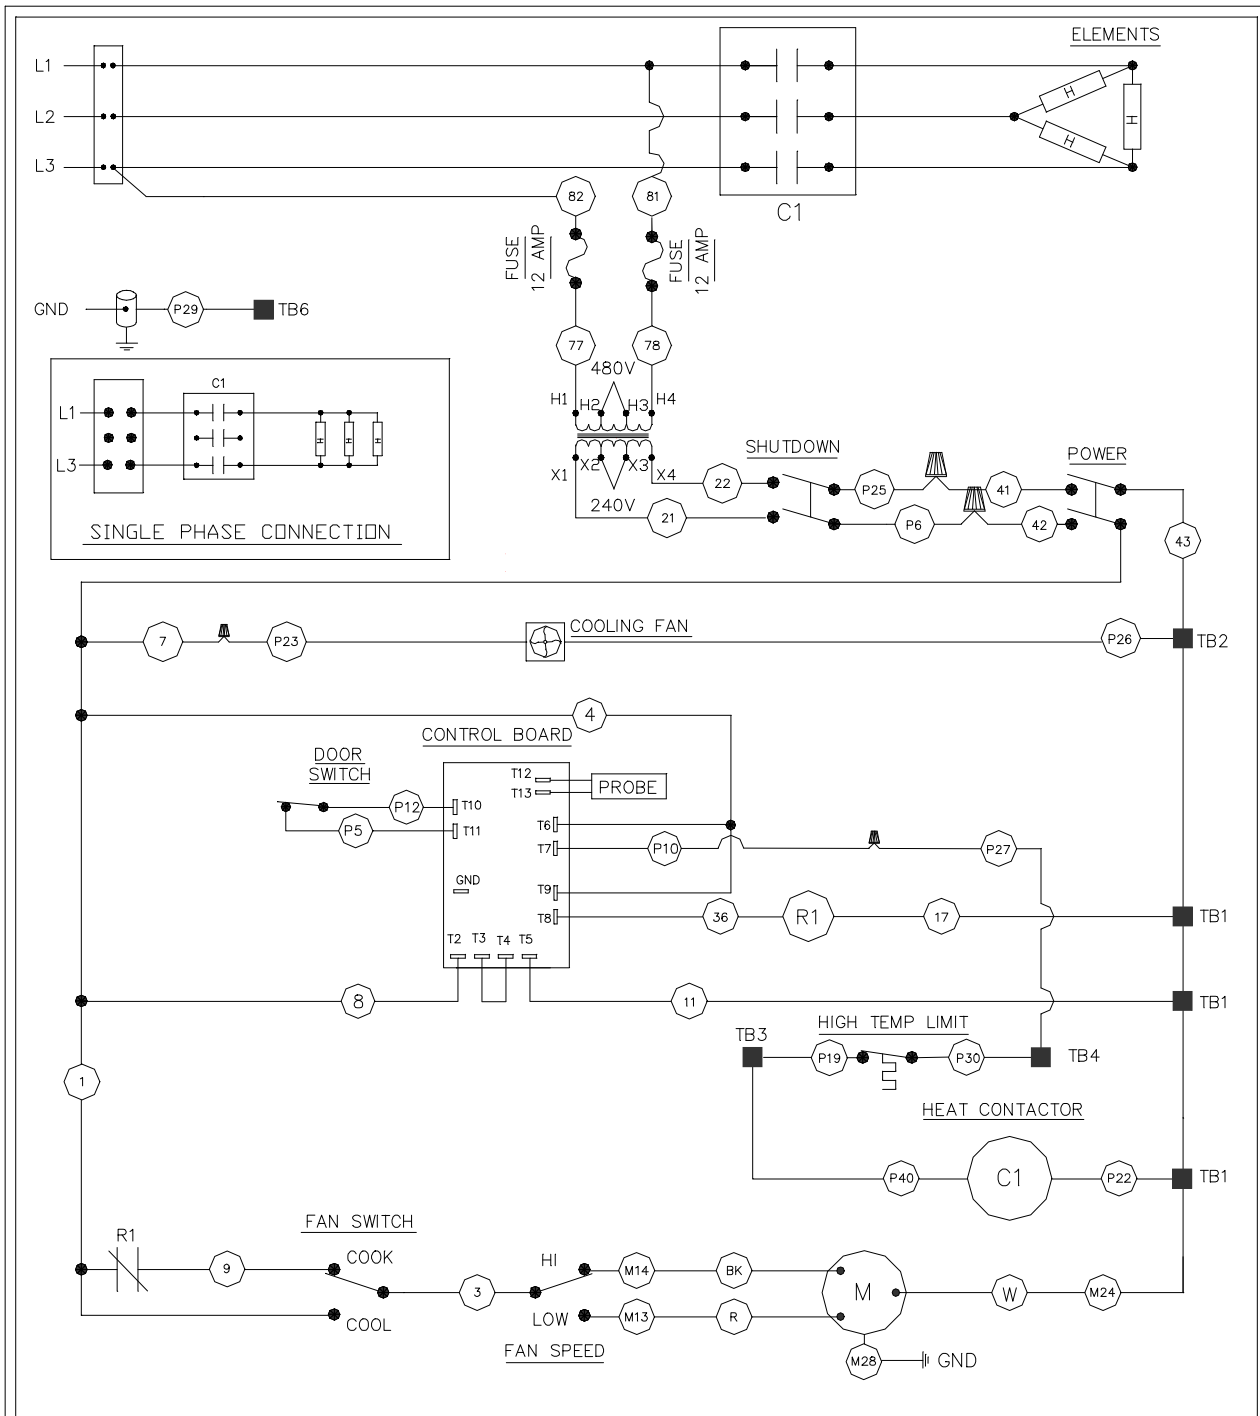 ELEMENTS
L1
L2
L3
H
H
H
C1
82
81
FUSE
12 AMP
FUSE
12 AMP
GND
P29
TB6
77
78
480V
H1
H2
H3
H4
X1
X2
X3
X4
240V
C1
L1
L3
H
H
H
SINGLE PHASE CONNECTION
SHUTDOWN
POWER
22
P25
41
21
P6
42
43
7
P23
COOLING FAN
P26
TB2
4
CONTROL BOARD
DOOR
SWITCH
T12
T13
PROBE
P12
T10
P5
T11
T6
T7
P10
P27
GND
T9
T8
36
R1
17
TB1
T2
T3
T4
T5
8
11
TB1
HIGH TEMP LIMIT
TB3
P19
P30
TB4
1
HEAT CONTACTOR
P40
C1
P22
TB1
FAN SWITCH
R1
9
COOK
COOL
3
HI
LOW
FAN SPEED
M14
BK
M13
R
M
W
M24
M28
GND